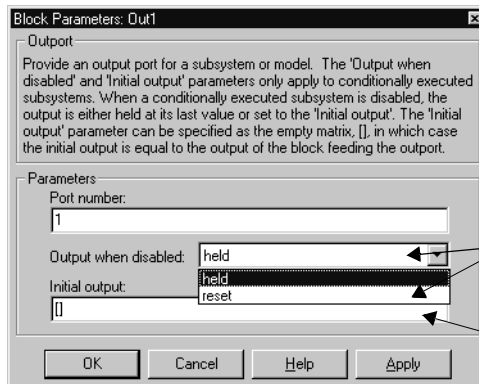 Block Parameters: Out1
Outport
Provide an output port for a subsystem or model. The 'Output when
disabled' and 'Initial output' parameters only apply to conditionally executed
subsystems. When a conditionally executed subsystem is disabled, the
output is either held at its last value or set to the 'Initial output'. The 'Initial
output' parameter can be specified as the empty matrix, [], in which case
the initial output is equal to the output of the block feeding the outport.
Parameters
Port number:
1
Output when disabled: held
held
reset
Initial output:
[]
OK Cancel Help Apply